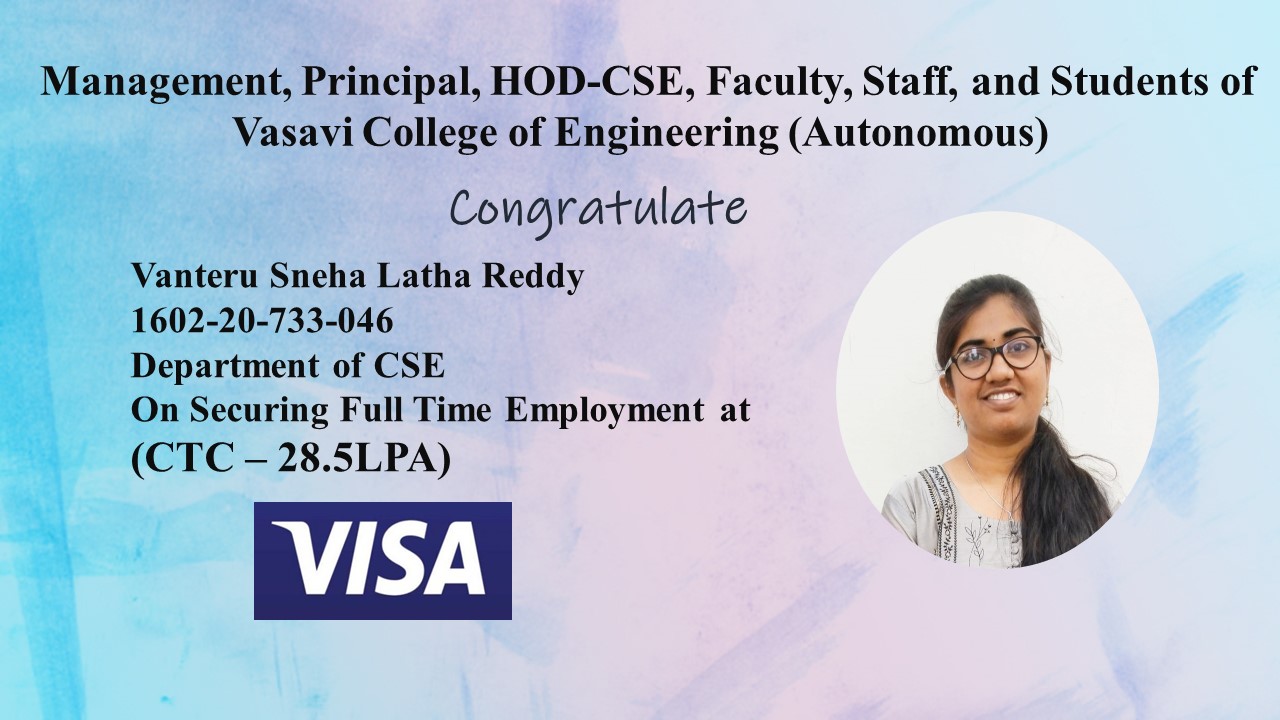 Management, Principal, HOD-CSE, Faculty, Staff, and Students of
Vasavi College of Engineering (Autonomous)
Congratulate
Vanteru Sneha Latha Reddy
1602-20-733-046
Department of CSE
On Securing Full Time Employment at
(CTC – 28.5LPA)
VISA